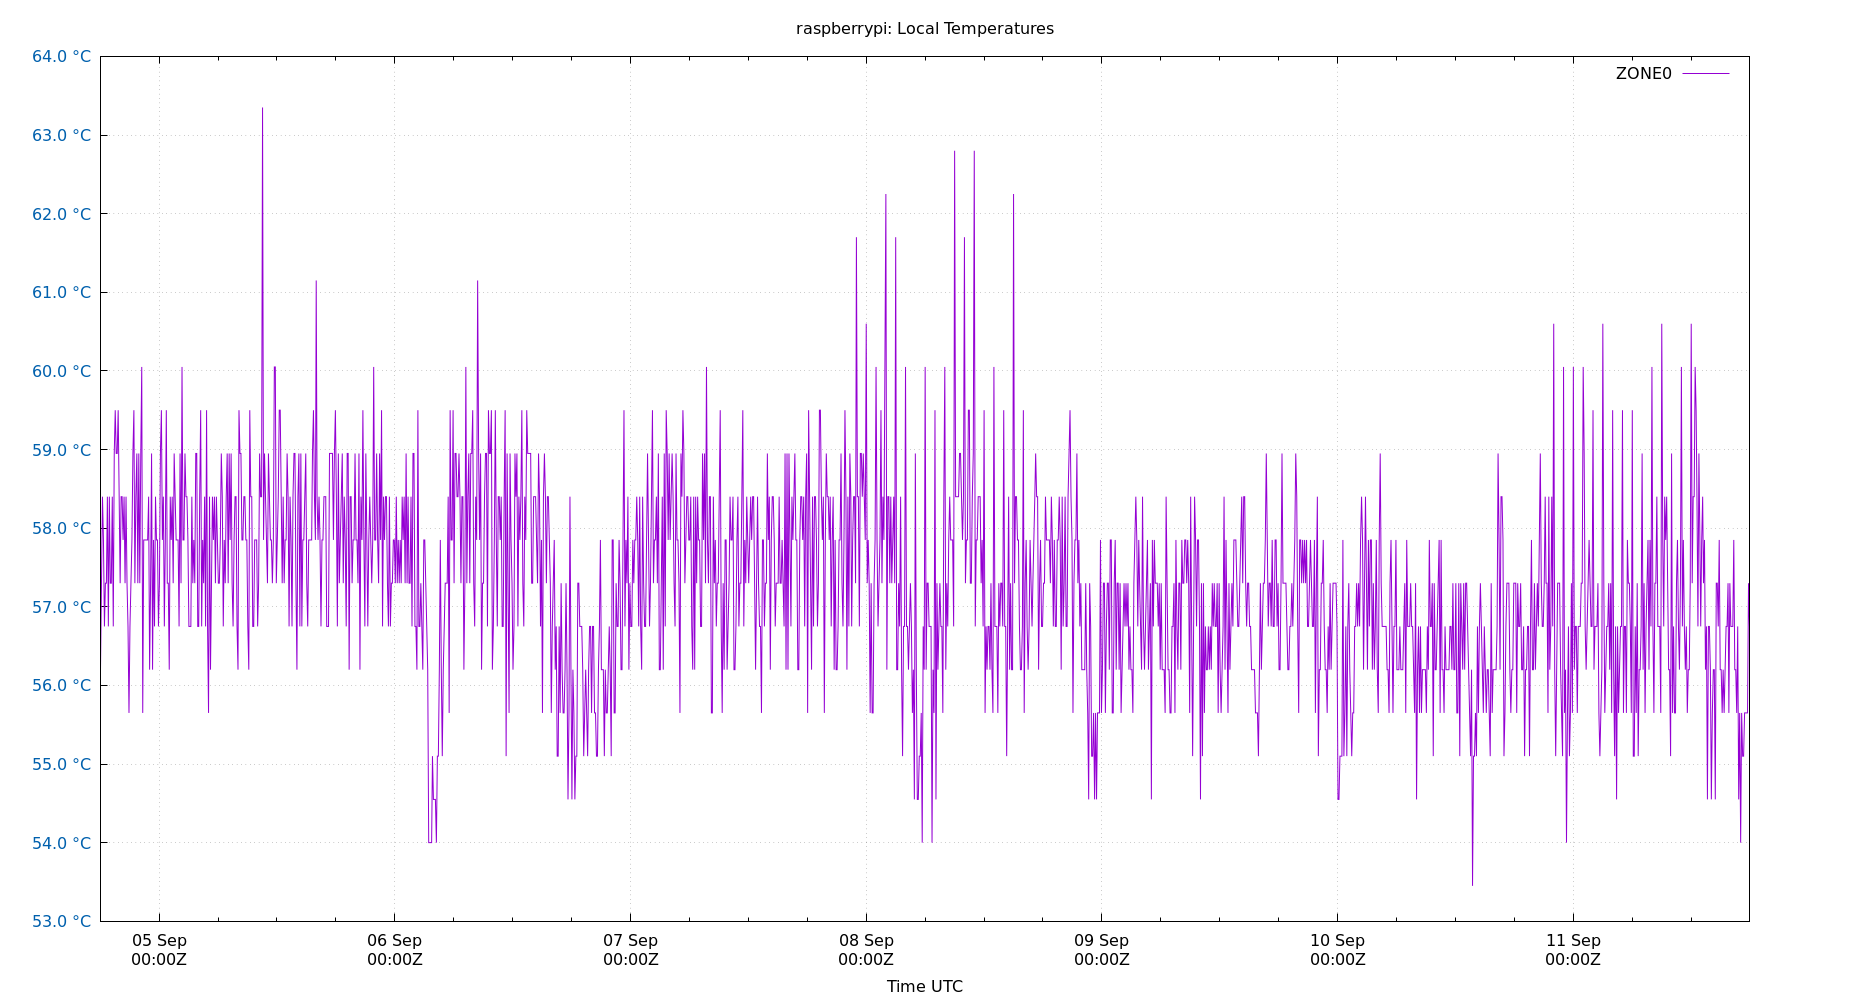 raspberrypi: Local Temperatures
64.0 °C
ZONE0
63.0 °C
62.0 °C
61.0 °C
60.0 °C
59.0 °C
58.0 °C
57.0 °C
56.0 °C
55.0 °C
54.0 °C
53.0 °C
05 Sep 06 Sep 07 Sep 08 Sep 09 Sep 10 Sep 11 Sep
00:00Z 00:00Z 00:00Z 00:00Z 00:00Z 00:00Z 00:00Z
Time UTC